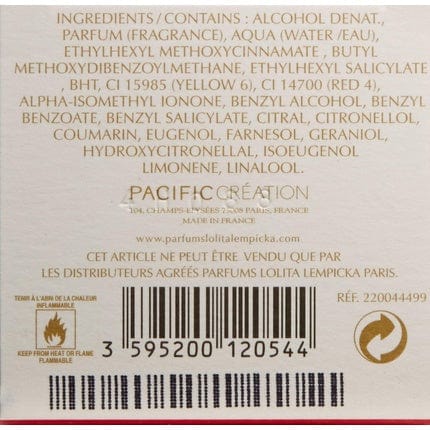 INGREDIENTS / CONTAINS : ALCOHOL DENAT.,
PARFUM (FRAGRANCE), AQUA (WATER /EAU),
ETHYLHEXYL METHOXYCINNAMATE , BUTYL
METHOXYDIBENZOYLMETHANE, ETHYLHEXYL SALICYLATE
, BHT, CI 15985 (YELLOW 6), CI 14700 (RED 4),
ALPHA-ISOMETHYL IONONE, BENZYL ALCOHOL, BENZYL
BENZOATE, BENZYL SALICYLATE, CITRAL, CITRONELLOL,
COUMARIN, EUGENOL, FARNESOL, GERANIOL,
HYDROXYCITRONELLAL, ISOEUGENOL
LIMONENE, LINALOOL.
PACIFIC CRÉATION
104, CHAMPS-ELYSÉES 75008 PARIS, FRANCE
MADE IN FRANCE
www.parfumslolitalempicka.com
CET ARTICLE NE PEUT ÊTRE VENDU QUE PAR
LES DISTRIBUTEURS AGRÉÉS PARFUMS LOLITA LEMPICKA PARIS.
TENIR À L'ABRI DE LA CHALEUR
INFLAMMABLE
KEEP FROM HEAT OR FLAME
FLAMMABLE
RÉF. 220044499
3 595200 120544